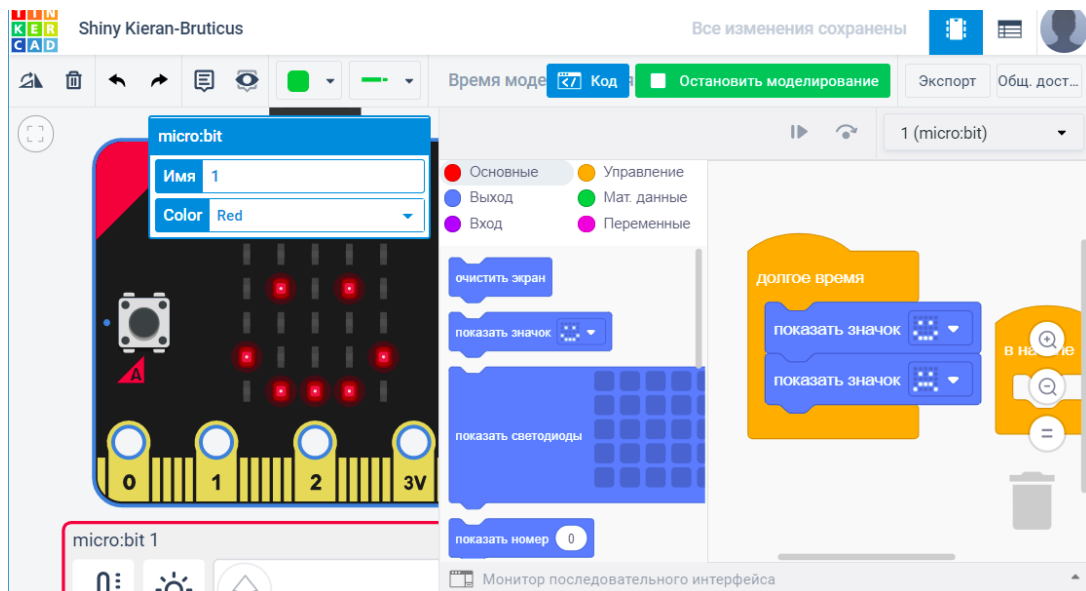 TIN
KER
CAD
Shiny Kieran-Bruticus
Все изменения сохранены
Время моде
Код
Остановить моделирование
Экспорт
Общ. дост...
micro:bit
Имя 1
Color Red
1 (micro:bit)
Основные
Управление
Выход
Мат. данные
Вход
Переменные
очистить экран
показать значок
показать светодиоды
показать номер 0
долгое время
показать значок
показать значок
A
0 1 2 3V
micro:bit 1
Монитор последовательного интерфейса